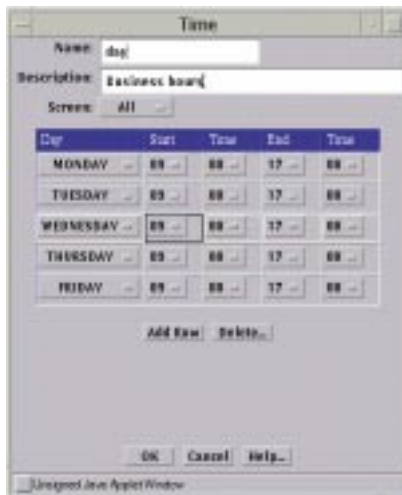 Time
Name: day
Description: Business hours
Screen: All
Day Start Time End Time
MONDAY 09 00 17 00
TUESDAY 09 00 17 00
WEDNESDAY 09 00 17 00
THURSDAY 09 00 17 00
FRIDAY 09 00 17 00
Add Row Delete...
OK Cancel Help...
Unsigned Java Applet Window